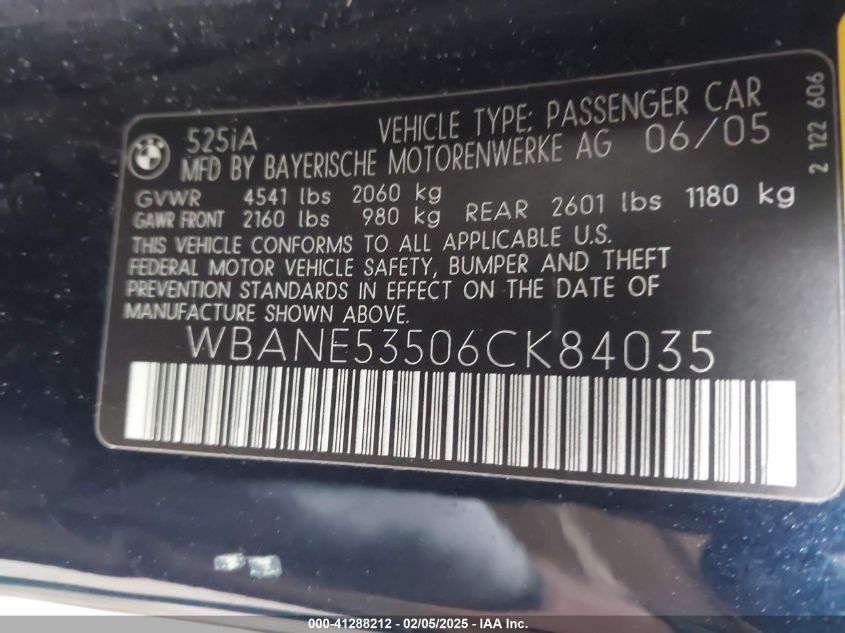 525iA VEHICLE TYPE: PASSENGER CAR
MFD BY BAYERISCHE MOTORENWERKE AG 06/05
GVWR 4541 lbs 2060 kg
GAWR FRONT 2160 lbs 980 kg REAR 2601 lbs 1180 kg
THIS VEHICLE CONFORMS TO ALL APPLICABLE U.S.
FEDERAL MOTOR VEHICLE SAFETY, BUMPER AND THEFT
PREVENTION STANDARDS IN EFFECT ON THE DATE OF
MANUFACTURE SHOWN ABOVE.
WBANE53506CK84035
2 122 606
000-41288212 - 02/05/2025 - IAA Inc.